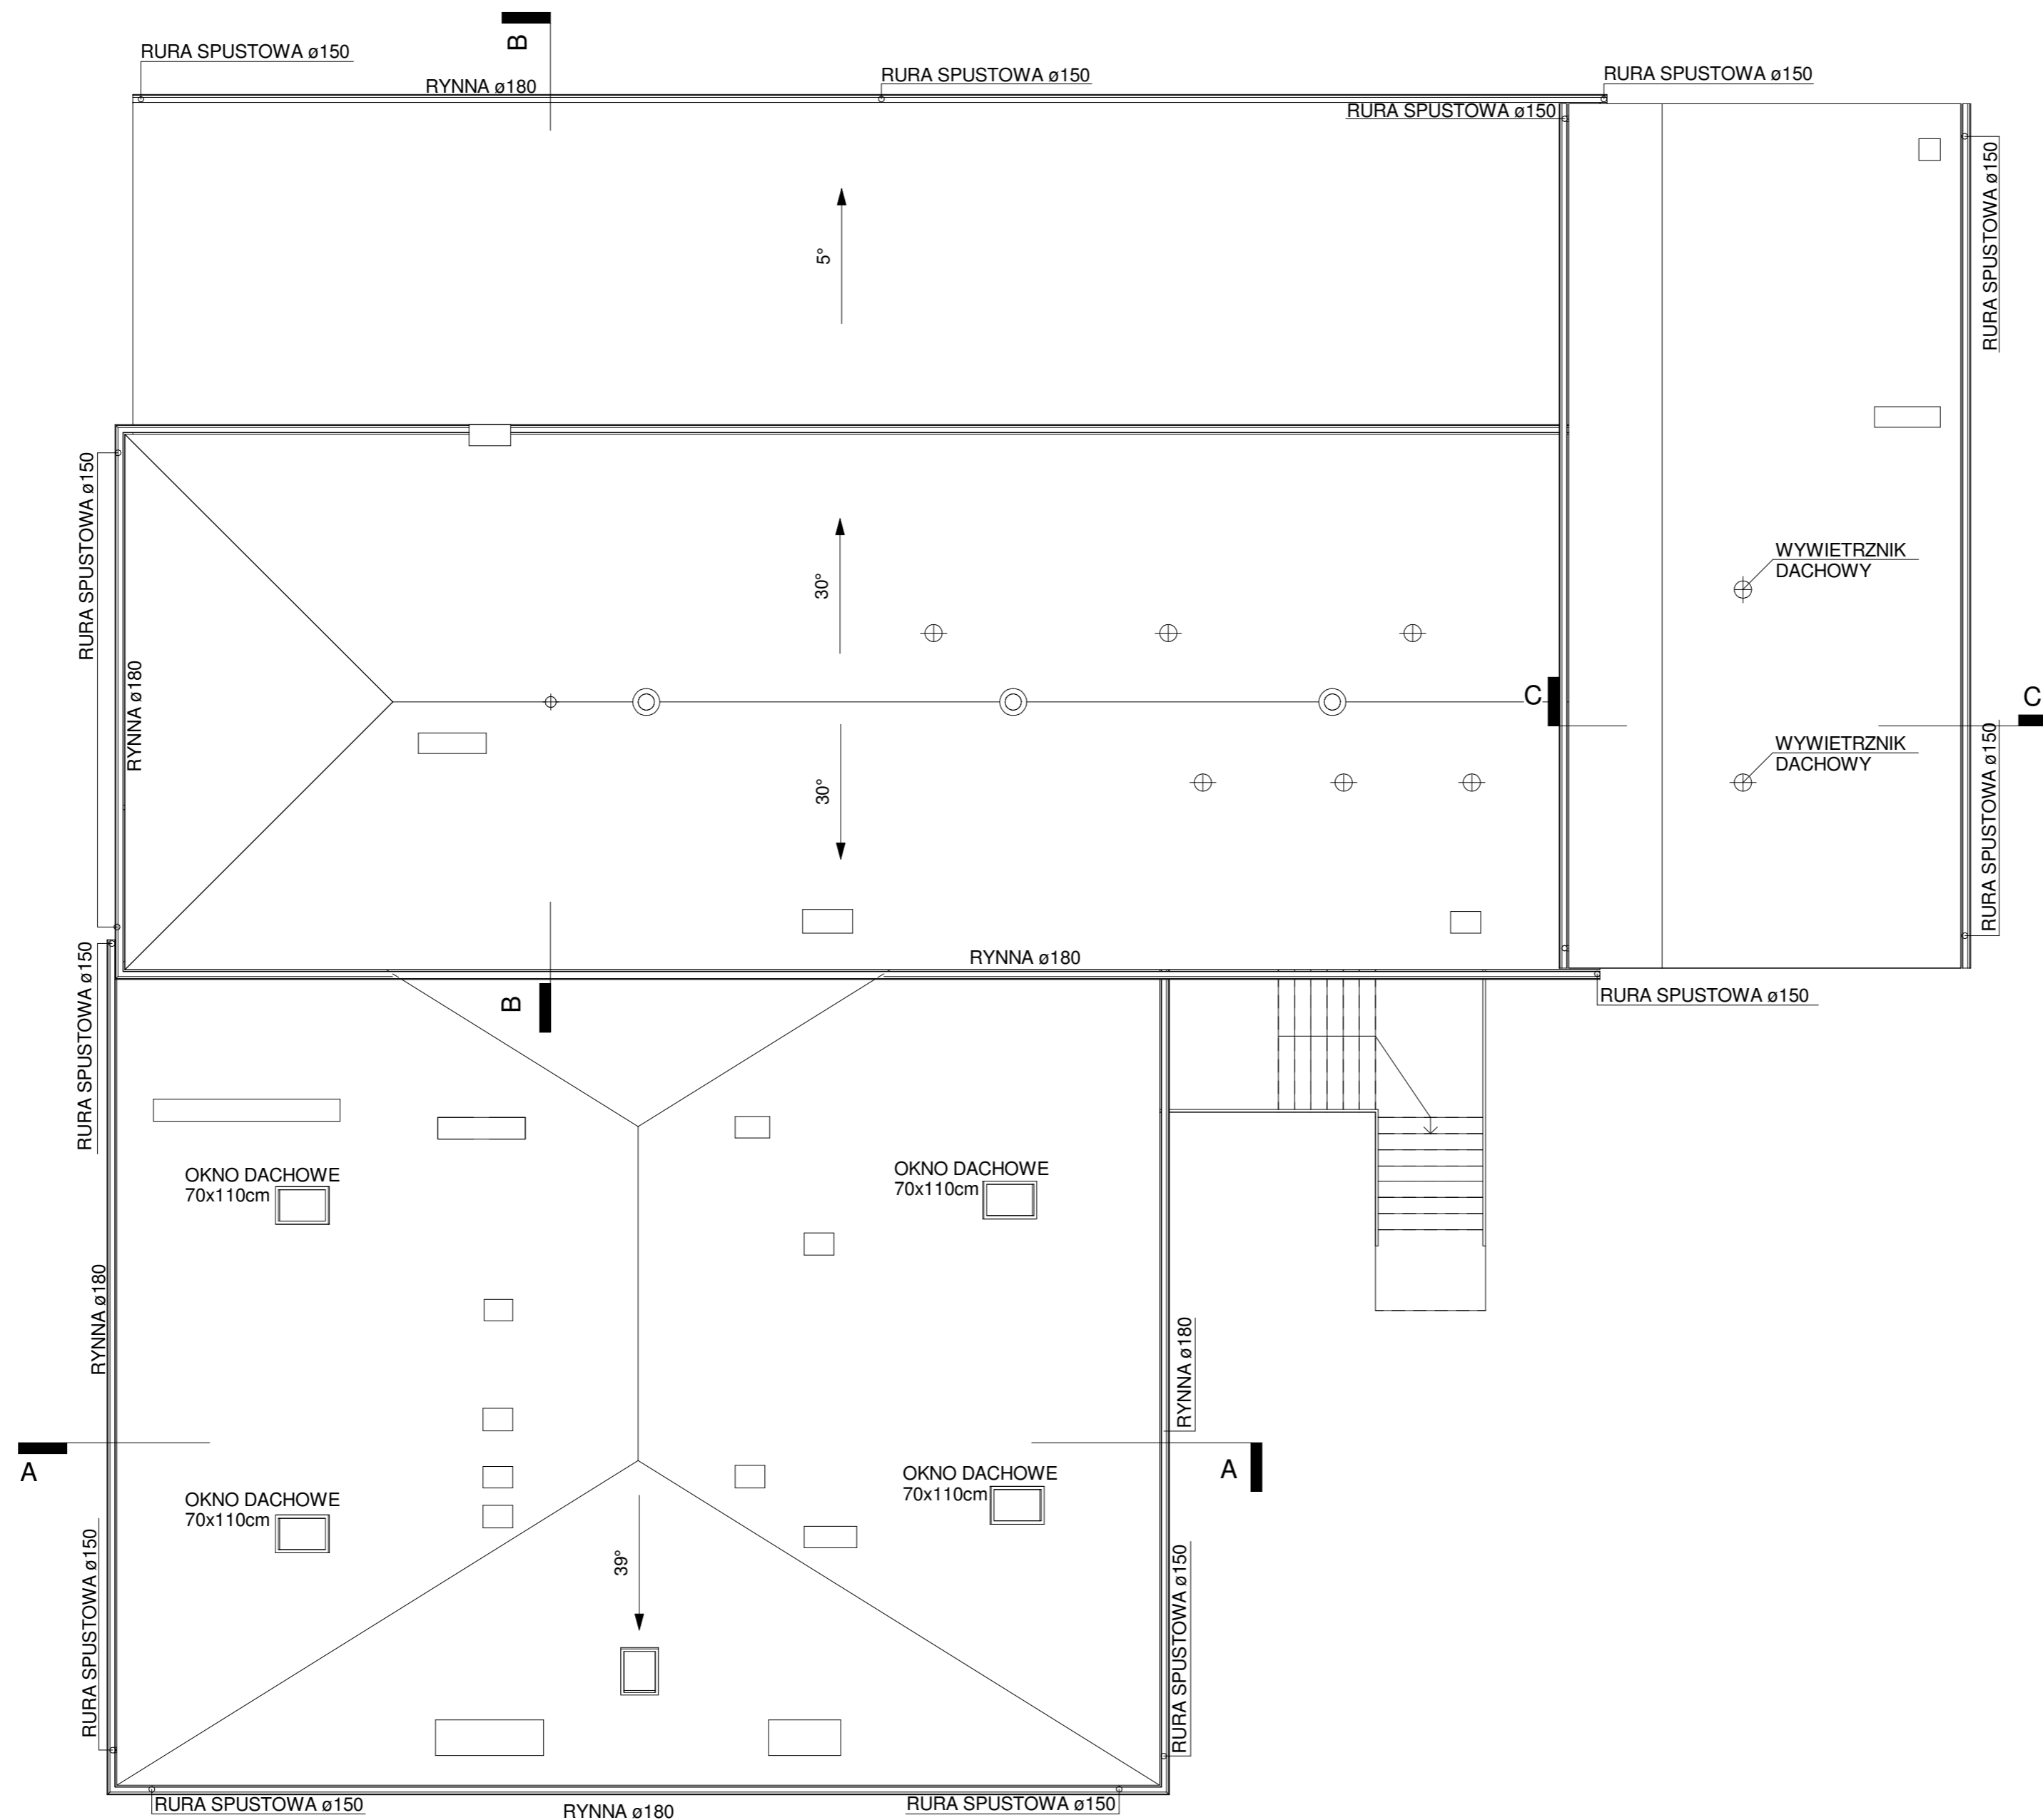 B
RURA SPUSTOWA ø150
RYNNA ø180
RURA SPUSTOWA ø150
RURA SPUSTOWA ø150
RURA SPUSTOWA ø150
RURA SPUSTOWA ø150
5°
RURA SPUSTOWA ø150
30°
WYWIETRZNIK
DACHOWY
RYNNA ø180
C
C
30°
WYWIETRZNIK
DACHOWY
RURA SPUSTOWA ø150
RYNNA ø180
RURA SPUSTOWA ø150
B
RURA SPUSTOWA ø150
OKNO DACHOWE
70x110cm
OKNO DACHOWE
70x110cm
RYNNA ø180
RYNNA ø180
A
A
OKNO DACHOWE
70x110cm
OKNO DACHOWE
70x110cm
39°
RURA SPUSTOWA ø150
RURA SPUSTOWA ø150
RURA SPUSTOWA ø150
RYNNA ø180
RURA SPUSTOWA ø150